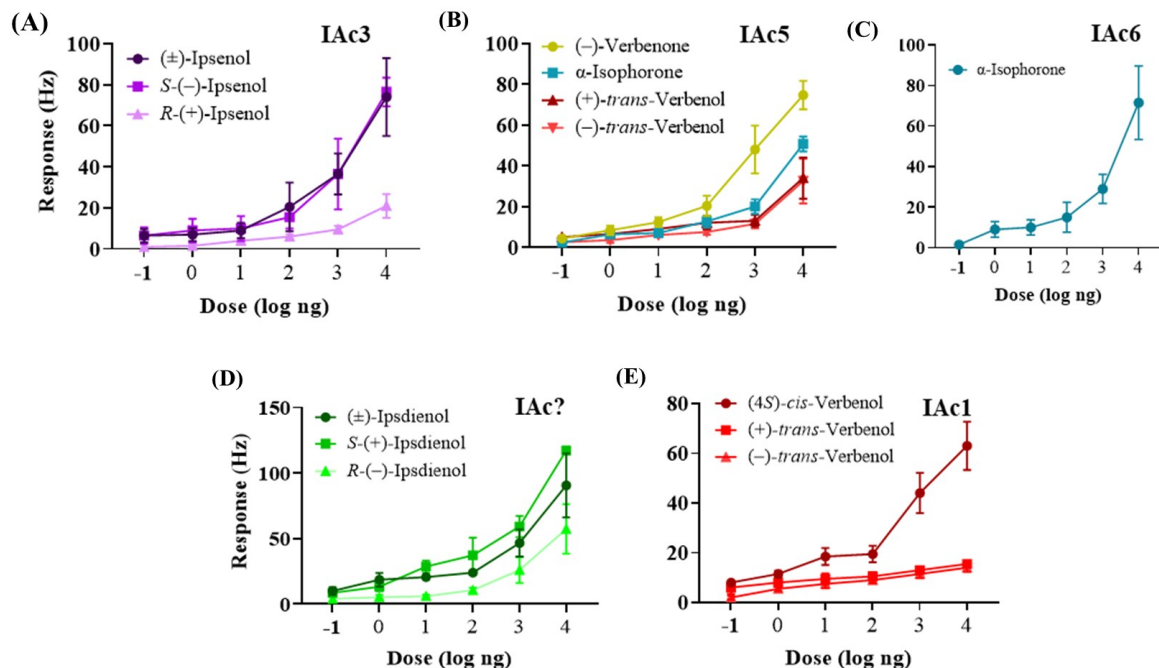 (A)
IAc3
(±)-Ipsenol
S-(−)-Ipsenol
R-(+)-Ipsenol
Response (Hz)
100
80
60
40
20
0
-1 0 1 2 3 4
Dose (log ng)
(B)
IAc5
(−)-Verbenone
α-Isophorone
(+)-trans-Verbenol
(−)-trans-Verbenol
100
80
60
40
20
0
-1 0 1 2 3 4
Dose (log ng)
(C)
IAc6
α-Isophorone
100
80
60
40
20
0
-1 0 1 2 3 4
Dose (log ng)
(D)
IAc?
(±)-Ipsdienol
S-(+)-Ipsdienol
R-(−)-Ipsdienol
Response (Hz)
150
100
50
0
-1 0 1 2 3 4
Dose (log ng)
(E)
IAc1
(4S)-cis-Verbenol
(+)-trans-Verbenol
(−)-trans-Verbenol
80
60
40
20
0
-1 0 1 2 3 4
Dose (log ng)